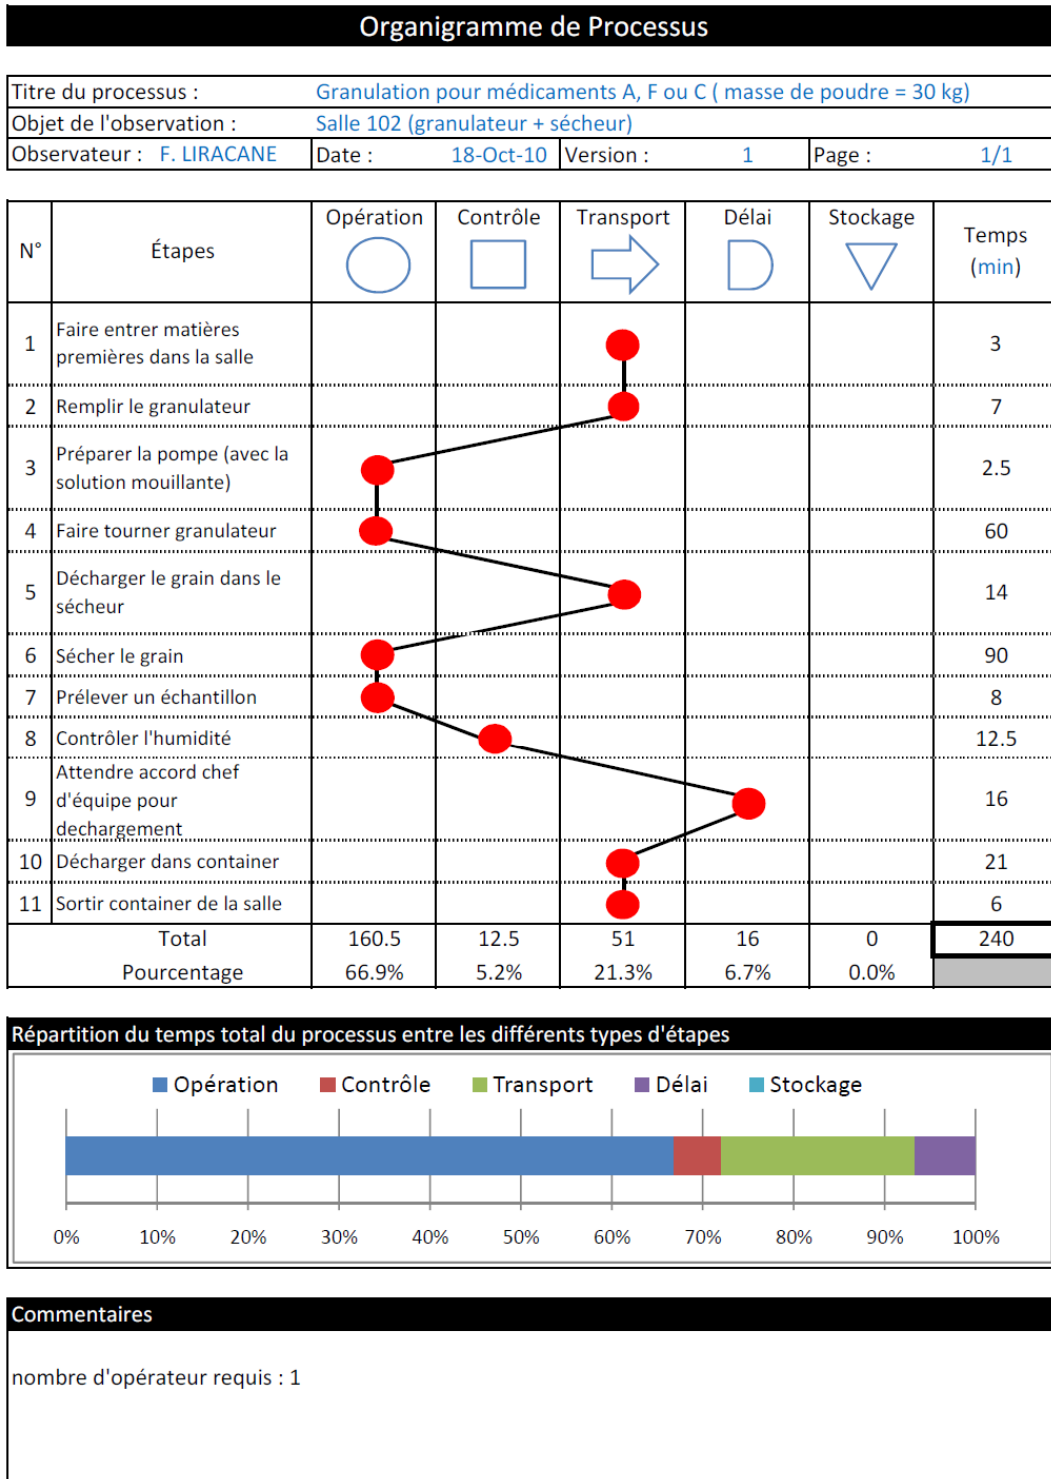 Organigramme de Processus
Titre du processus : Granulation pour médicaments A, F ou C ( masse de poudre = 30 kg)
Objet de l'observation : Salle 102 (granulateur + sécheur)
Observateur : F. LIRACANE Date : 18-Oct-10 Version : 1 Page : 1/1
N° Étapes Opération Contrôle Transport Délai Stockage Temps
(min)
1 Faire entrer matières
premières dans la salle 3
2 Remplir le granulateur 7
3 Préparer la pompe (avec la
solution mouillante) 2.5
4 Faire tourner granulateur 60
5 Décharger le grain dans le
sécheur 14
6 Sécher le grain 90
7 Prélever un échantillon 8
8 Contrôler l'humidité 12.5
9 Attendre accord chef
d'équipe pour
dechargement 16
10 Décharger dans container 21
11 Sortir container de la salle 6
Total 160.5 12.5 51 16 0 240
Pourcentage 66.9% 5.2% 21.3% 6.7% 0.0%
Répartition du temps total du processus entre les différents types d'étapes
Opération Contrôle Transport Délai Stockage
0% 10% 20% 30% 40% 50% 60% 70% 80% 90% 100%
Commentaires
nombre d'opérateur requis : 1